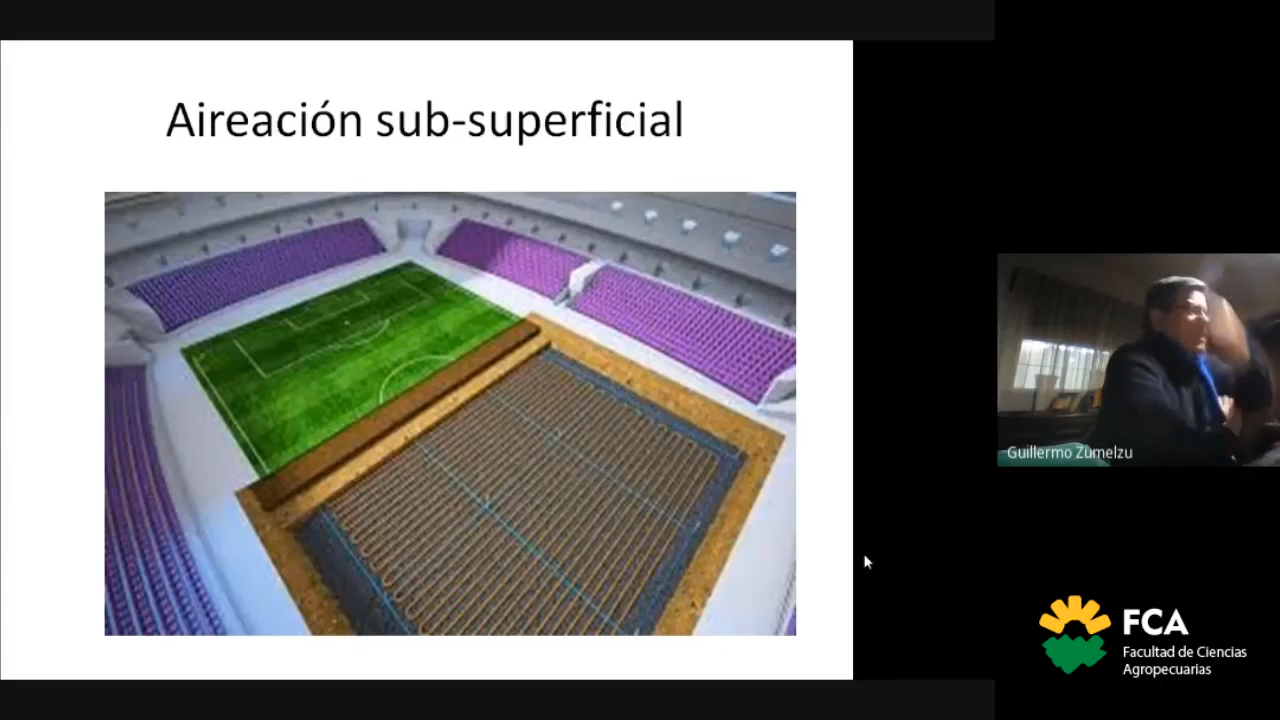 Aireación sub-superficial
Guillermo Zumelzu
FCA
Facultad de Ciencias
Agropecuarias